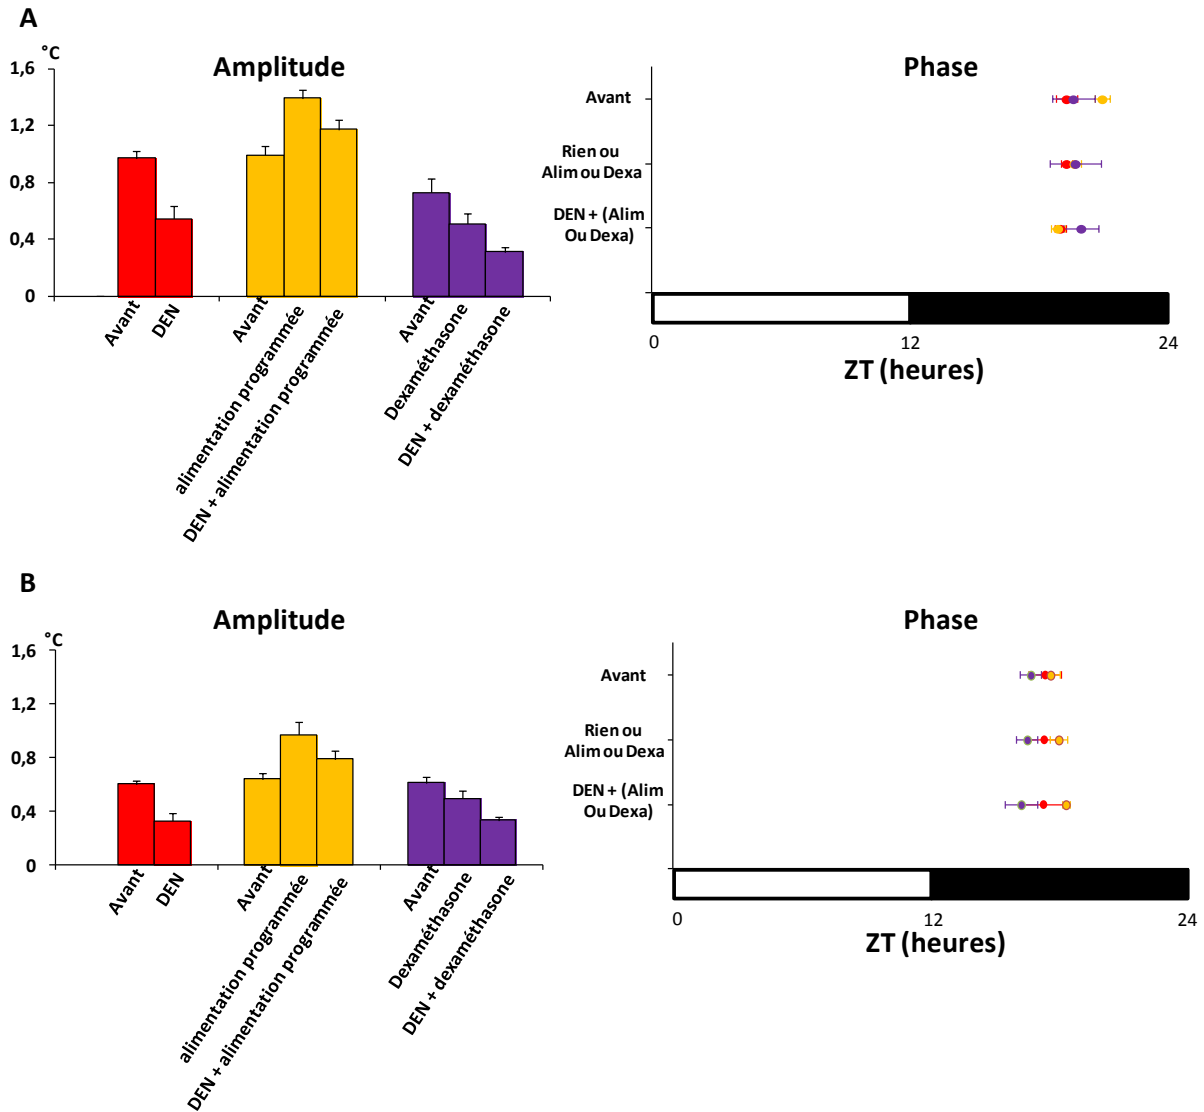 A
°C
Amplitude
1,6
1,2
0,8
0,4
0
Avant
DEN
Avant
alimentation programmée
DEN + alimentation programmée
Avant
Dexaméthasone
DEN + dexaméthasone
Phase
Avant
Rien ou
Alim ou Dexa
DEN + (Alim
Ou Dexa)
0
12
24
ZT (heures)
B
°C
Amplitude
1,6
1,2
0,8
0,4
0
Avant
DEN
Avant
alimentation programmée
DEN + alimentation programmée
Avant
Dexaméthasone
DEN + dexaméthasone
Phase
Avant
Rien ou
Alim ou Dexa
DEN + (Alim
Ou Dexa)
0
12
24
ZT (heures)